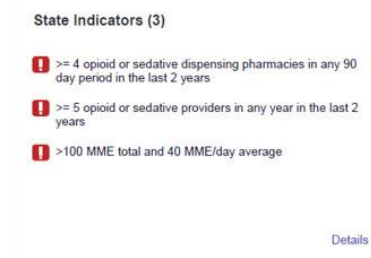 State Indicators (3)
>= 4 opioid or sedative dispensing pharmacies in any 90
day period in the last 2 years
>= 5 opioid or sedative providers in any year in the last 2
years
>100 MME total and 40 MME/day average
Details